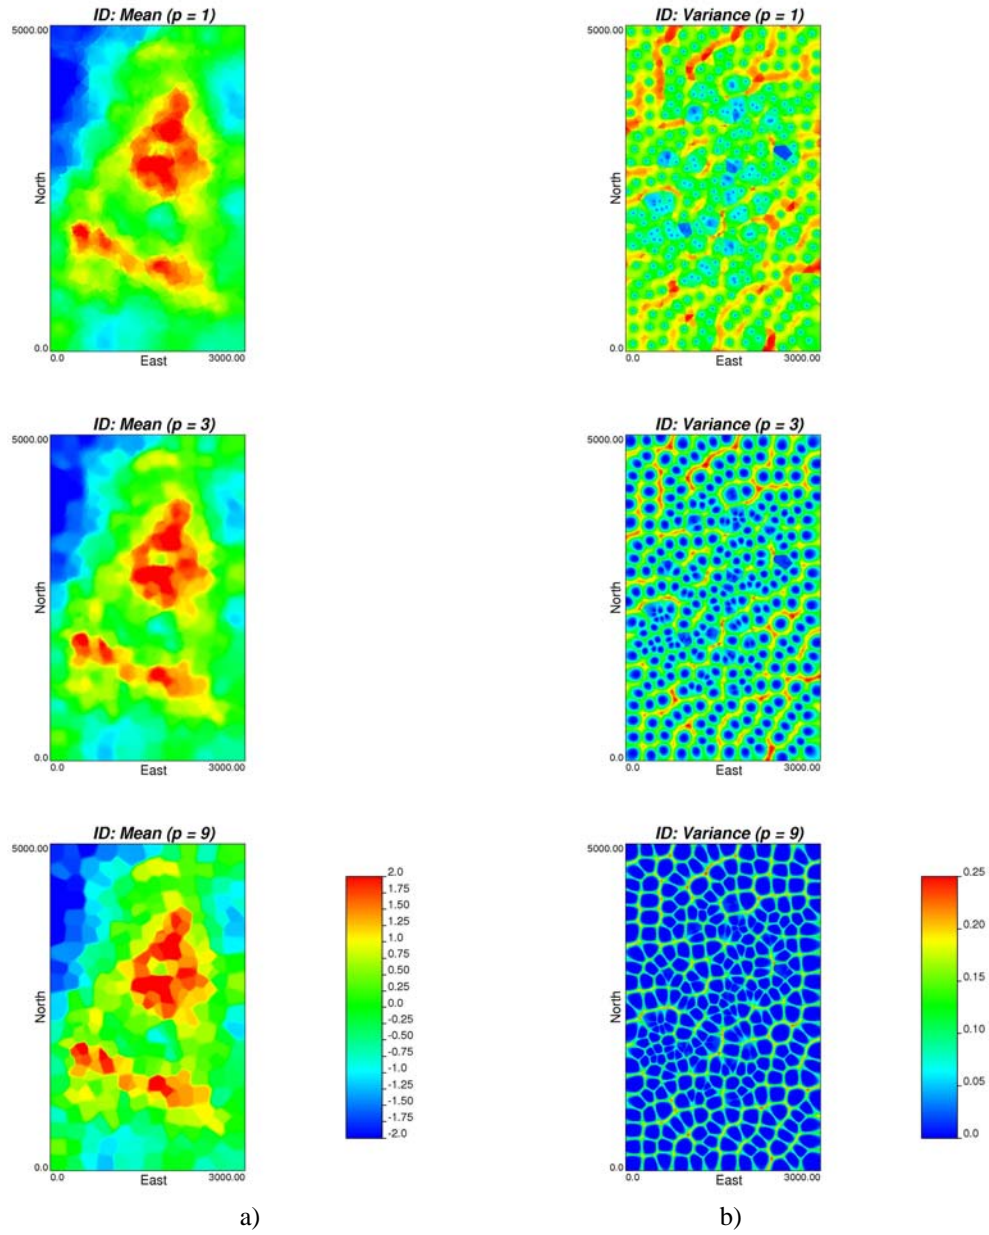 ID: Mean (p = 1)
5000.00
North
0.0
0.0
East
3000.00
ID: Variance (p = 1)
5000.00
North
0.0
0.0
East
3000.00
ID: Mean (p = 3)
5000.00
North
0.0
0.0
East
3000.00
ID: Variance (p = 3)
5000.00
North
0.0
0.0
East
3000.00
ID: Mean (p = 9)
5000.00
North
0.0
0.0
East
3000.00
2.0
1.75
1.50
1.25
1.0
0.75
0.50
0.25
0.0
-0.25
-0.50
-0.75
-1.0
-1.25
-1.50
-1.75
-2.0
ID: Variance (p = 9)
5000.00
North
0.0
0.0
East
3000.00
0.25
0.20
0.15
0.10
0.05
0.0
a)
b)